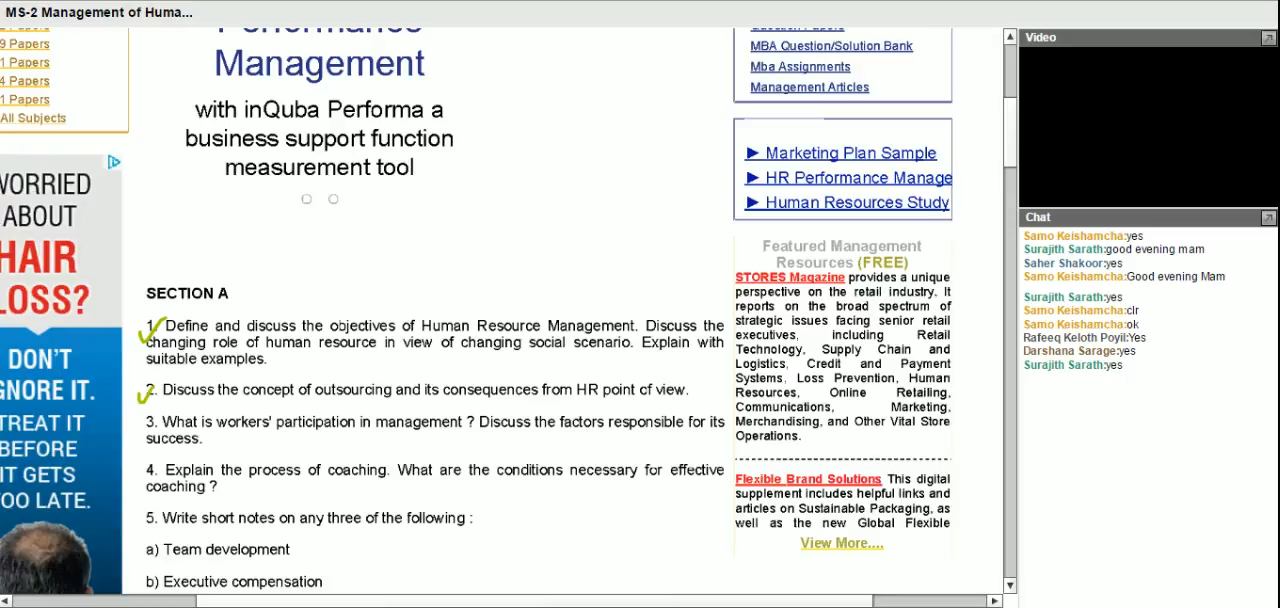 MS-2 Management of Huma...
9 Papers
1 Papers
4 Papers
1 Papers
All Subjects
WORRIED
ABOUT
HAIR
LOSS?
DON'T
IGNORE IT.
TREAT IT
BEFORE
IT GETS
TOO LATE.
Performance
Management
with inQuba Performa a
business support function
measurement tool
SECTION A
1. Define and discuss the objectives of Human Resource Management. Discuss the
changing role of human resource in view of changing social scenario. Explain with
suitable examples.
2. Discuss the concept of outsourcing and its consequences from HR point of view.
3. What is workers' participation in management ? Discuss the factors responsible for its
success.
4. Explain the process of coaching. What are the conditions necessary for effective
coaching ?
5. Write short notes on any three of the following :
a) Team development
b) Executive compensation
Question Papers
MBA Question/Solution Bank
Mba Assignments
Management Articles
► Marketing Plan Sample
► HR Performance Manage
► Human Resources Study
Featured Management
Resources (FREE)
STORES Magazine provides a unique
perspective on the retail industry. It
reports on the broad spectrum of
strategic issues facing senior retail
executives, including Retail
Technology, Supply Chain and
Logistics, Credit and Payment
Systems, Loss Prevention, Human
Resources, Online Retailing,
Communications, Marketing,
Merchandising, and Other Vital Store
Operations.
Flexible Brand Solutions This digital
supplement includes helpful links and
articles on Sustainable Packaging, as
well as the new Global Flexible
View More....
Video
Chat
Samo Keishamcha:yes
Surajith Sarath:good evening mam
Saher Shakoor:yes
Samo Keishamcha:Good evening Mam
Surajith Sarath:yes
Samo Keishamcha:clr
Samo Keishamcha:ok
Rafeeq Keloth Poyil:Yes
Darshana Sarage:yes
Surajith Sarath:yes